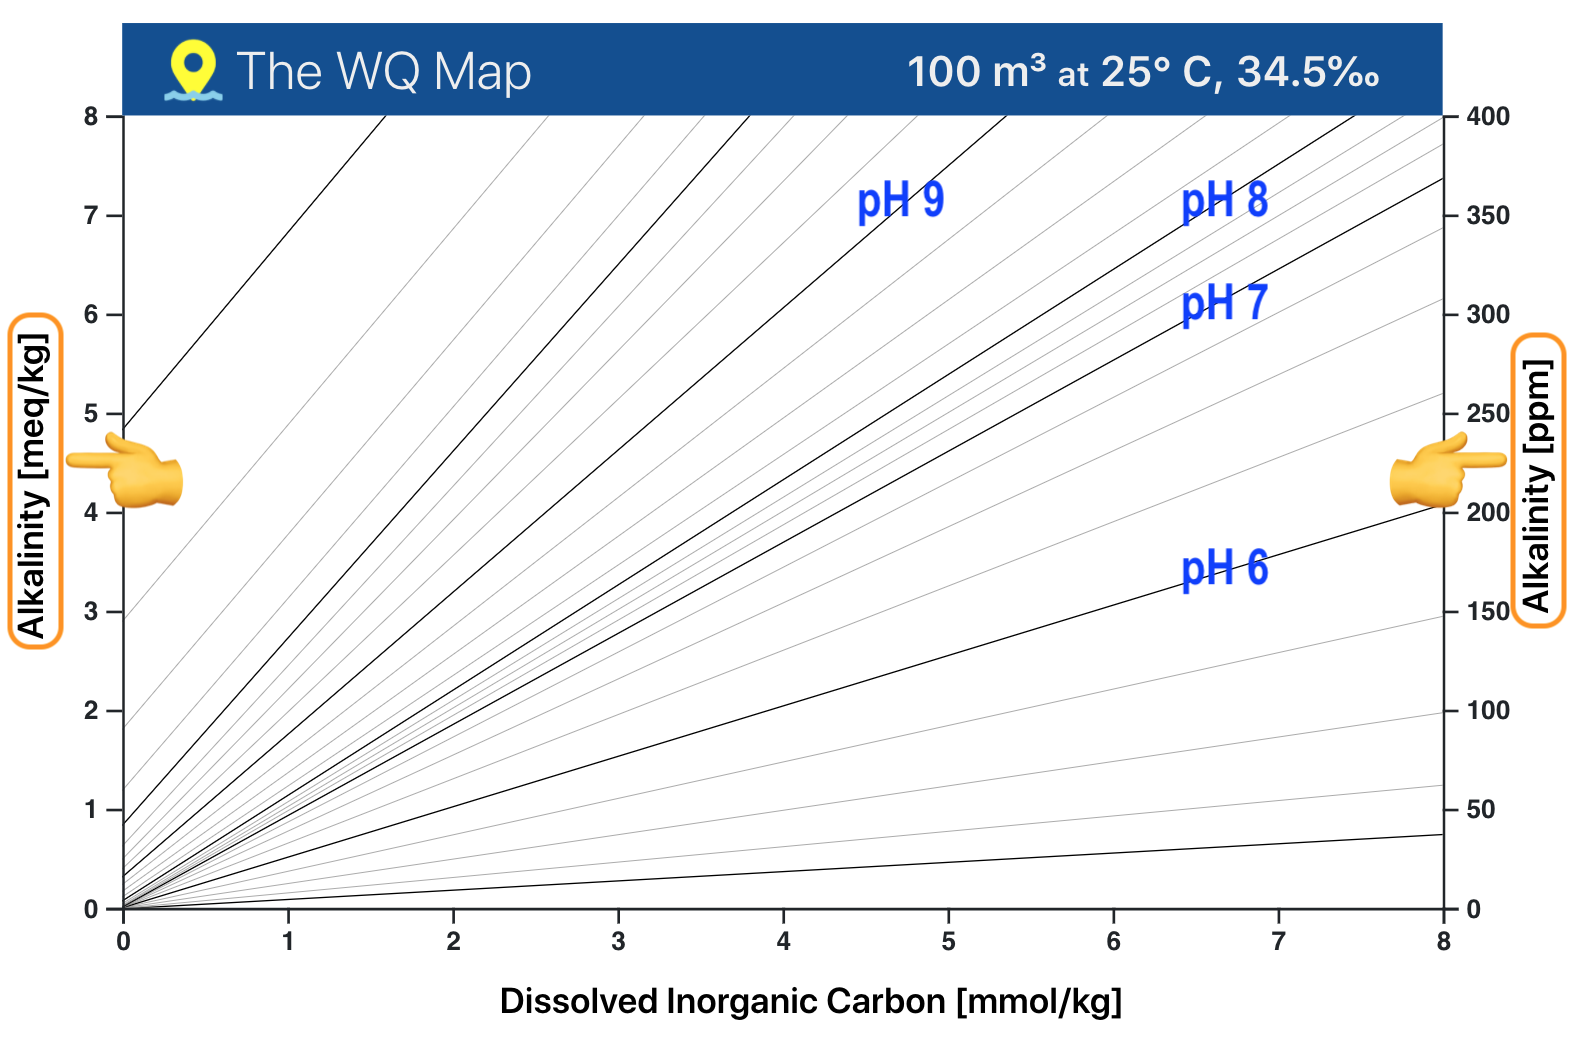 The WQ Map
100 m³ at 25° C, 34.5‰
8
7
6
5
4
3
2
1
0
Alkalinity [meq/kg]
pH 9
pH 8
pH 7
pH 6
400
350
300
250
200
150
100
50
0
Alkalinity [ppm]
0 1 2 3 4 5 6 7 8
Dissolved Inorganic Carbon [mmol/kg]